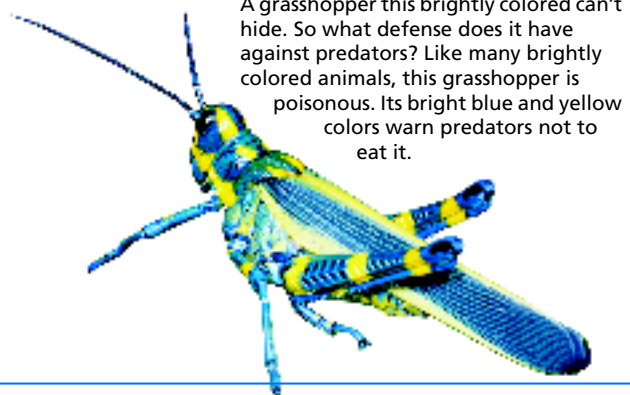 A grasshopper this brightly colored can't
hide. So what defense does it have
against predators? Like many brightly
colored animals, this grasshopper is
poisonous. Its bright blue and yellow
colors warn predators not to
eat it.